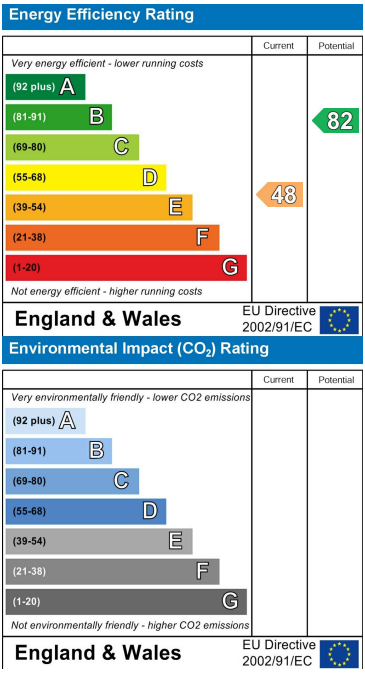 Energy Efficiency Rating
Current Potential
Very energy efficient - lower running costs
(92 plus) A
(81-91) B
82
(69-80) C
(55-68) D
48
(39-54) E
(21-38) F
(1-20) G
Not energy efficient - higher running costs
England & Wales
EU Directive
2002/91/EC
Environmental Impact (CO₂) Rating
Current Potential
Very environmentally friendly - lower CO2 emissions
(92 plus) A
(81-91) B
(69-80) C
(55-68) D
(39-54) E
(21-38) F
(1-20) G
Not environmentally friendly - higher CO2 emissions
England & Wales
EU Directive
2002/91/EC